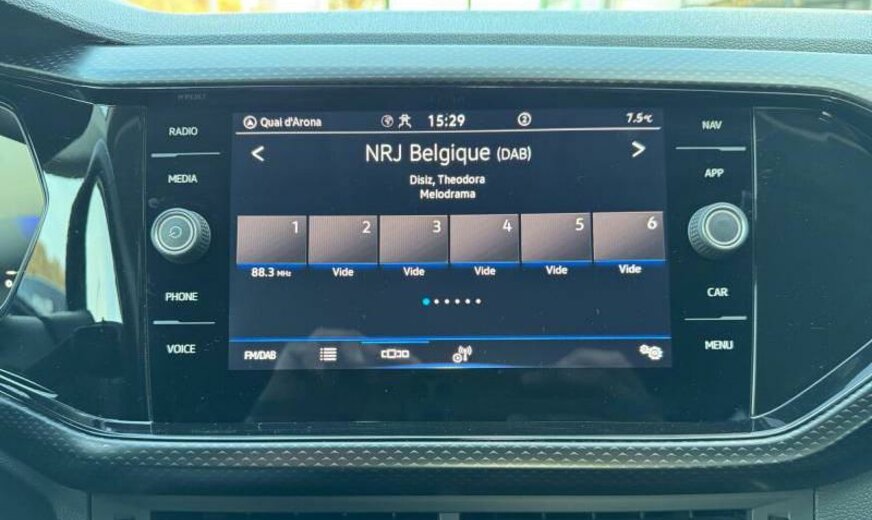 RADIO
MEDIA
PHONE
VOICE
Quai d'Arona 15:29 2 7.5°C
< NRJ Belgique (DAB) >
Disiz, Theodora
Melodrama
1 2 3 4 5 6
88.3 MHz Vide Vide Vide Vide Vide
FM/DAB
NAV
APP
CAR
MENU